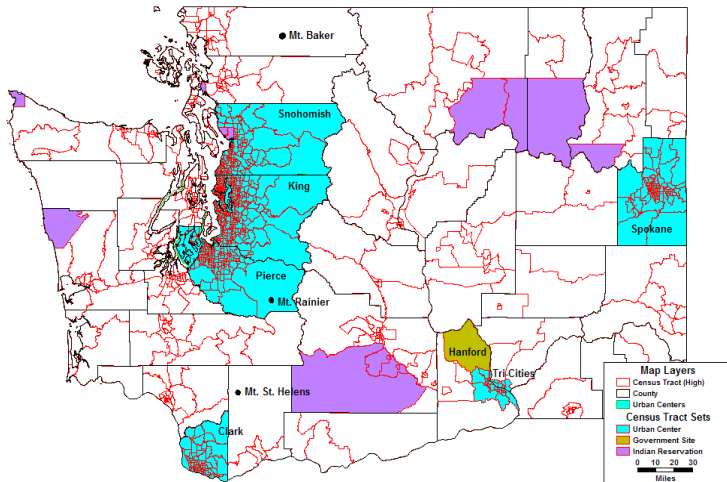 Mt. Baker
Snohomish
King
Spokane
Pierce
Mt. Rainier
Hanford
Tri Cities
Mt. St. Helens
Clark
Map Layers
Census Tract (High)
County
Urban Centers
Census Tract Sets
Urban Center
Government Site
Indian Reservation
0 10 20 30
Miles